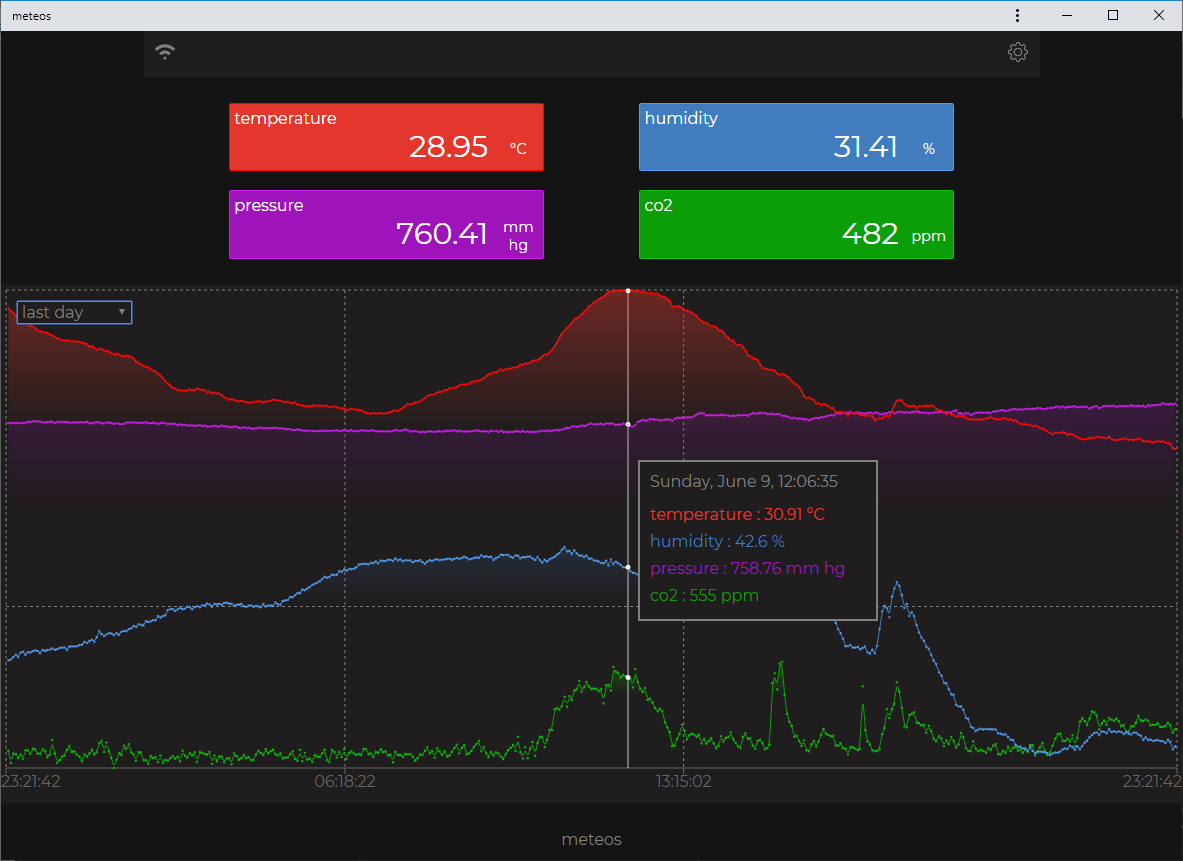 meteos
temperature
28.95 °C
humidity
31.41 %
pressure
760.41 mm hg
co2
482 ppm
last day
Sunday, June 9, 12:06:35
temperature : 30.91 °C
humidity : 42.6 %
pressure : 758.76 mm hg
co2 : 555 ppm
23:21:42 06:18:22 13:15:02 23:21:42
meteos